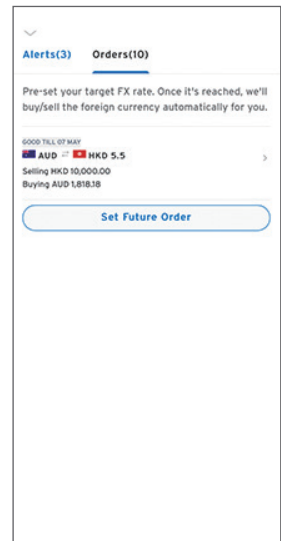 Alerts(3) Orders(10)
Pre-set your target FX rate. Once it's reached, we'll
buy/sell the foreign currency automatically for you.
GOOD TILL 07 MAY
AUD ⇄ HKD 5.5
Selling HKD 10,000.00
Buying AUD 1,818.18
Set Future Order